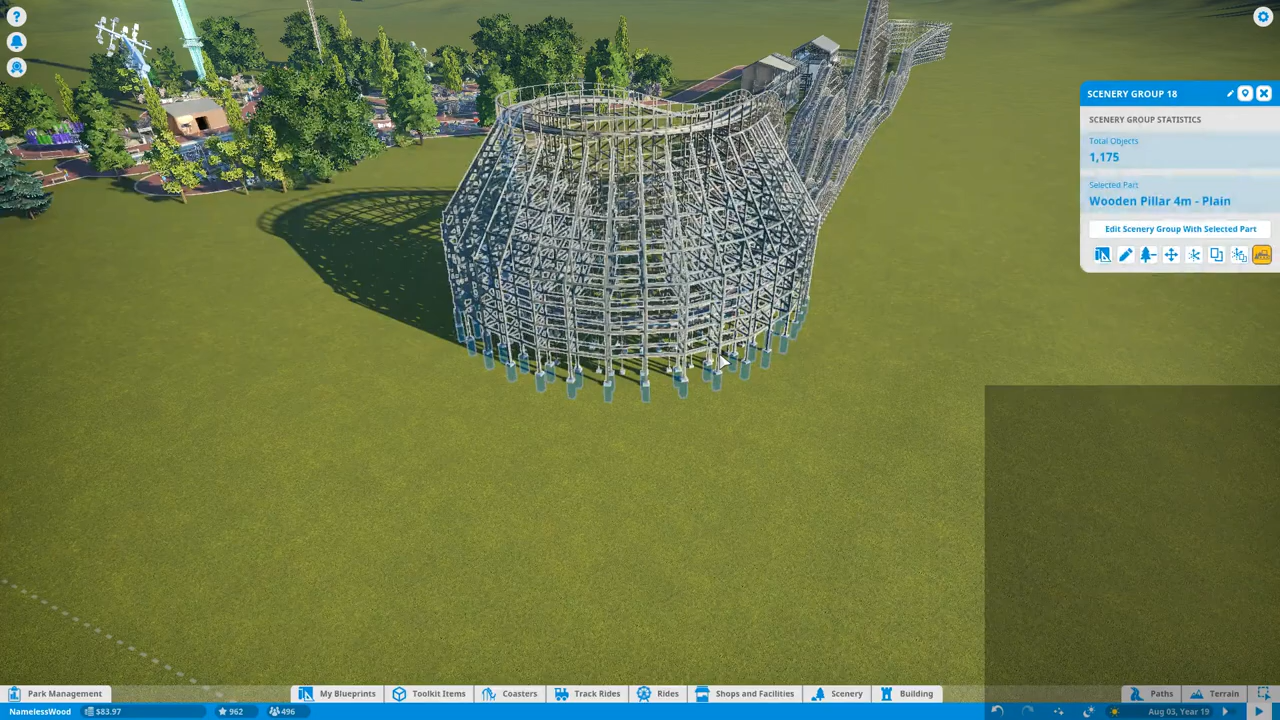 SCENERY GROUP 18
SCENERY GROUP STATISTICS
Total Objects
1,175
Selected Part
Wooden Pillar 4m - Plain
Edit Scenery Group With Selected Part
Park Management
My Blueprints
Toolkit Items
Coasters
Track Rides
Rides
Shops and Facilities
Scenery
Building
Paths
Terrain
NamelessWood
$83.97
962
496
Aug 03, Year 19